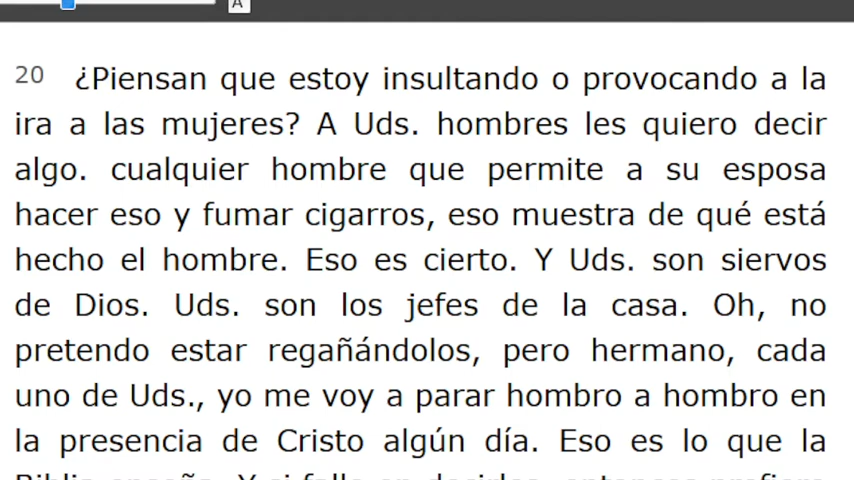 A
20 ¿Piensan que estoy insultando o provocando a la
ira a las mujeres? A Uds. hombres les quiero decir
algo. cualquier hombre que permite a su esposa
hacer eso y fumar cigarros, eso muestra de qué está
hecho el hombre. Eso es cierto. Y Uds. son siervos
de Dios. Uds. son los jefes de la casa. Oh, no
pretendo estar regañándolos, pero hermano, cada
uno de Uds., yo me voy a parar hombro a hombro en
la presencia de Cristo algún día. Eso es lo que la